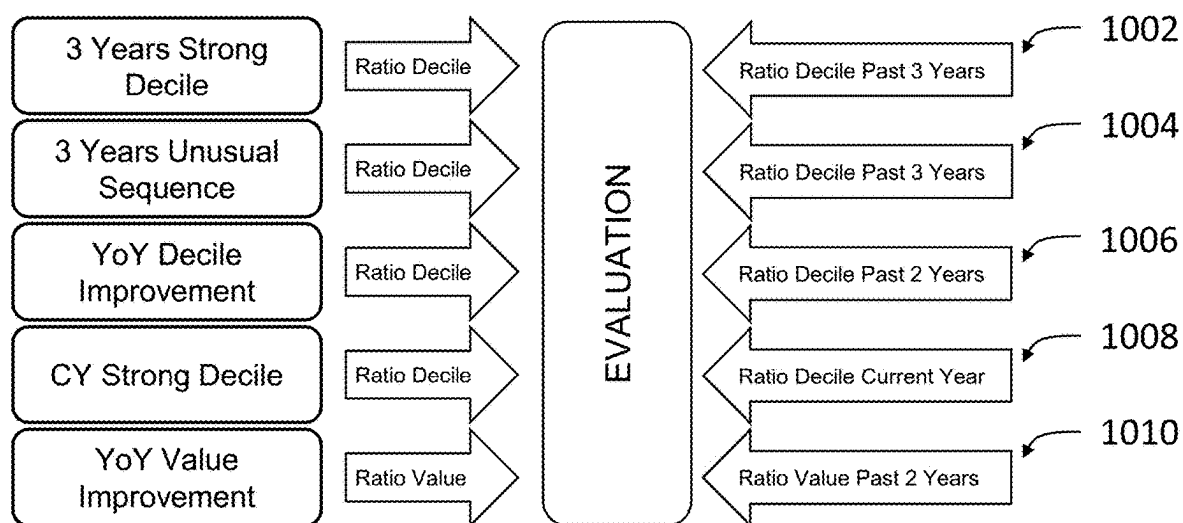 3 Years Strong
Decile
Ratio Decile
Ratio Decile Past 3 Years
1002
3 Years Unusual
Sequence
Ratio Decile
Ratio Decile Past 3 Years
1004
YoY Decile
Improvement
Ratio Decile
Ratio Decile Past 2 Years
1006
CY Strong Decile
Ratio Decile
Ratio Decile Current Year
1008
YoY Value
Improvement
Ratio Value
Ratio Value Past 2 Years
1010
EVALUATION